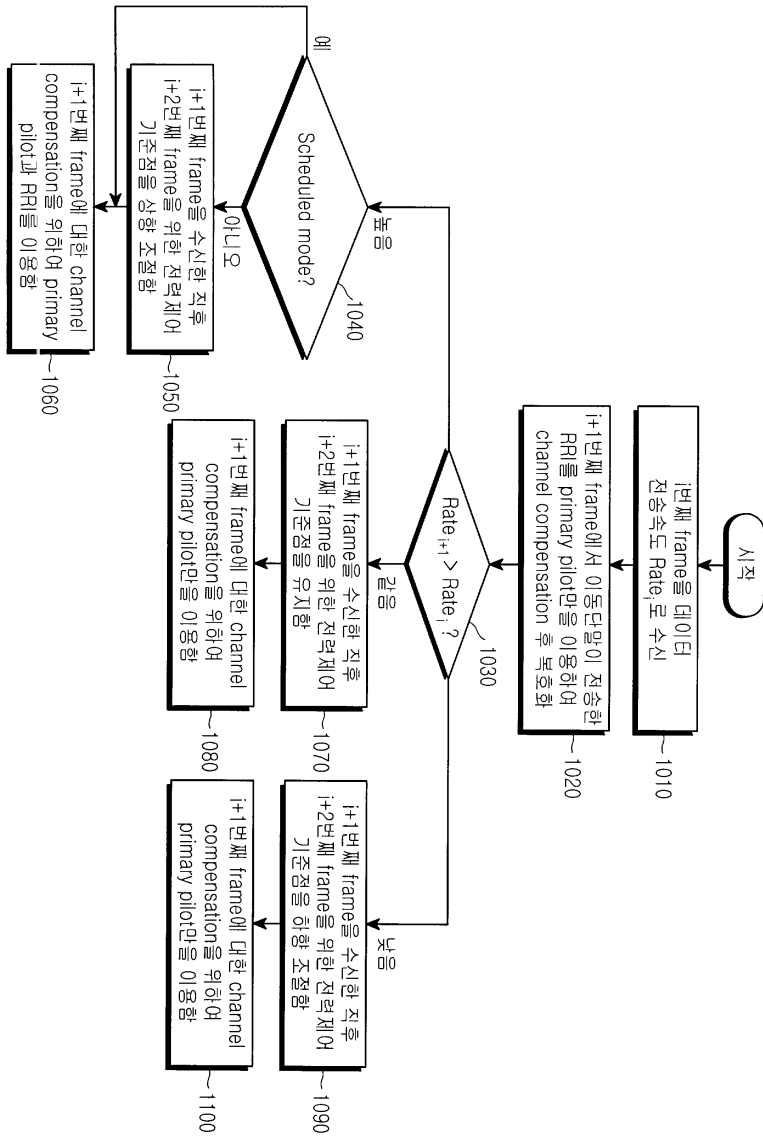 시작
i번째 frame을 데이터
전송속도 Rateᵢ로 수신
1010
i+1번째 frame에서 이동단말이 전송한
RRI를 primary pilot만을 이용하여
channel compensation 후 복호화
1020
Rate i+1 > Rate i ?
1030
높음
같음
낮음
Scheduled mode?
1040
예
아니오
i+1번째 frame을 수신한 직후
i+2번째 frame을 위한 전력제어
기준점을 상향 조절함
1050
i+1번째 frame에 대한 channel
compensation을 위하여 primary
pilot과 RRI를 이용함
1060
i+1번째 frame을 수신한 직후
i+2번째 frame을 위한 전력제어
기준점을 유지함
1070
i+1번째 frame에 대한 channel
compensation을 위하여
primary pilot만을 이용함
1080
i+1번째 frame을 수신한 직후
i+2번째 frame을 위한 전력제어
기준점을 하향 조절함
1090
i+1번째 frame에 대한 channel
compensation을 위하여
primary pilot만을 이용함
1100